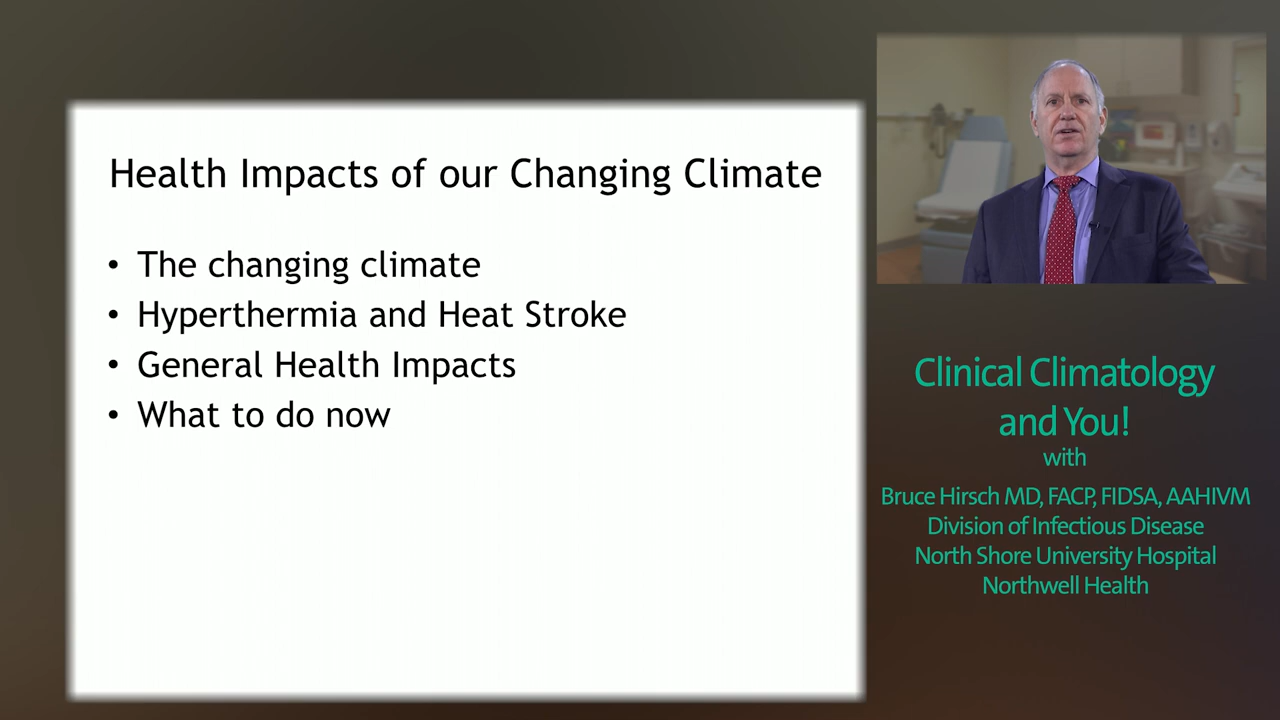 Health Impacts of our Changing Climate
• The changing climate
• Hyperthermia and Heat Stroke
• General Health Impacts
• What to do now
Clinical Climatology
and You!
with
Bruce Hirsch MD, FACP, FIDSA, AAHIVM
Division of Infectious Disease
North Shore University Hospital
Northwell Health